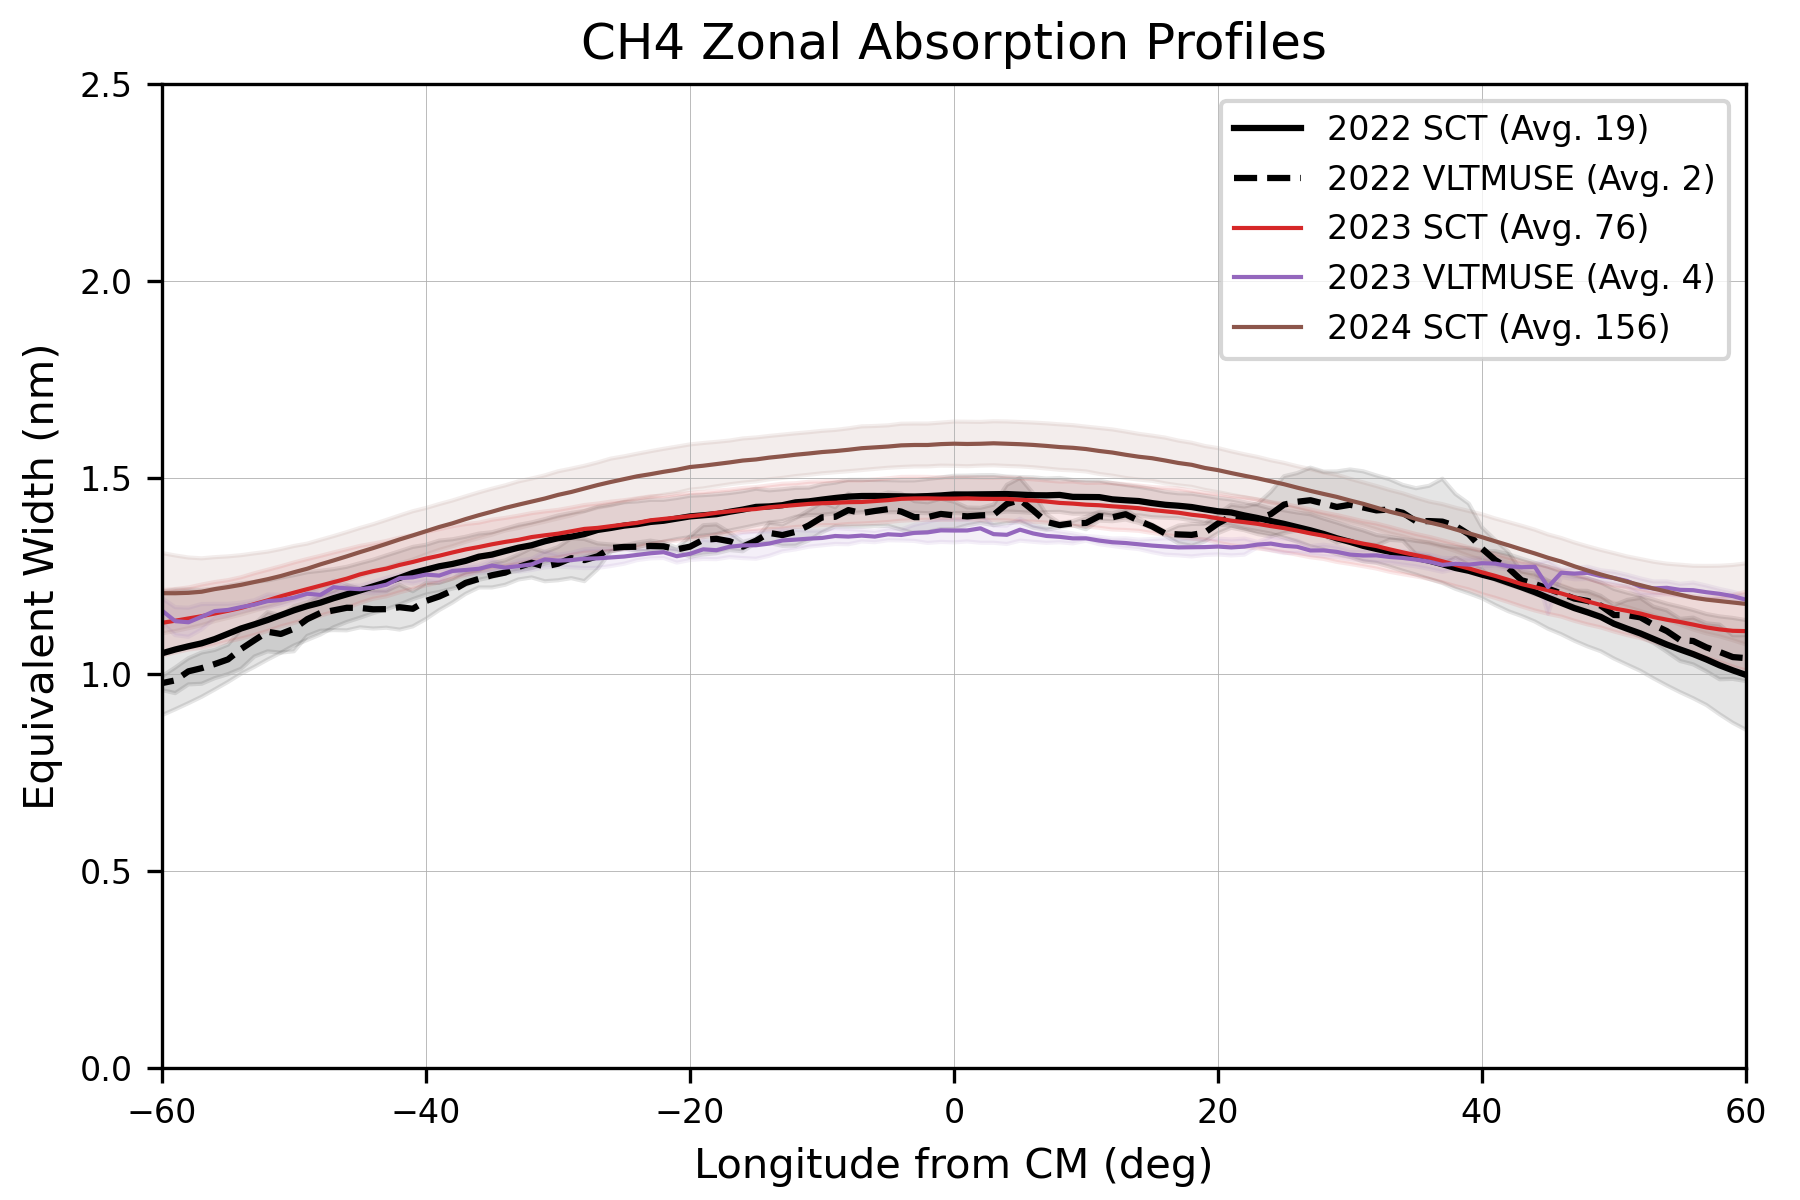 CH4 Zonal Absorption Profiles
2.5
2.0
1.5
1.0
0.5
0.0
Equivalent Width (nm)
2022 SCT (Avg. 19)
2022 VLTMUSE (Avg. 2)
2023 SCT (Avg. 76)
2023 VLTMUSE (Avg. 4)
2024 SCT (Avg. 156)
−60 −40 −20 0 20 40 60
Longitude from CM (deg)